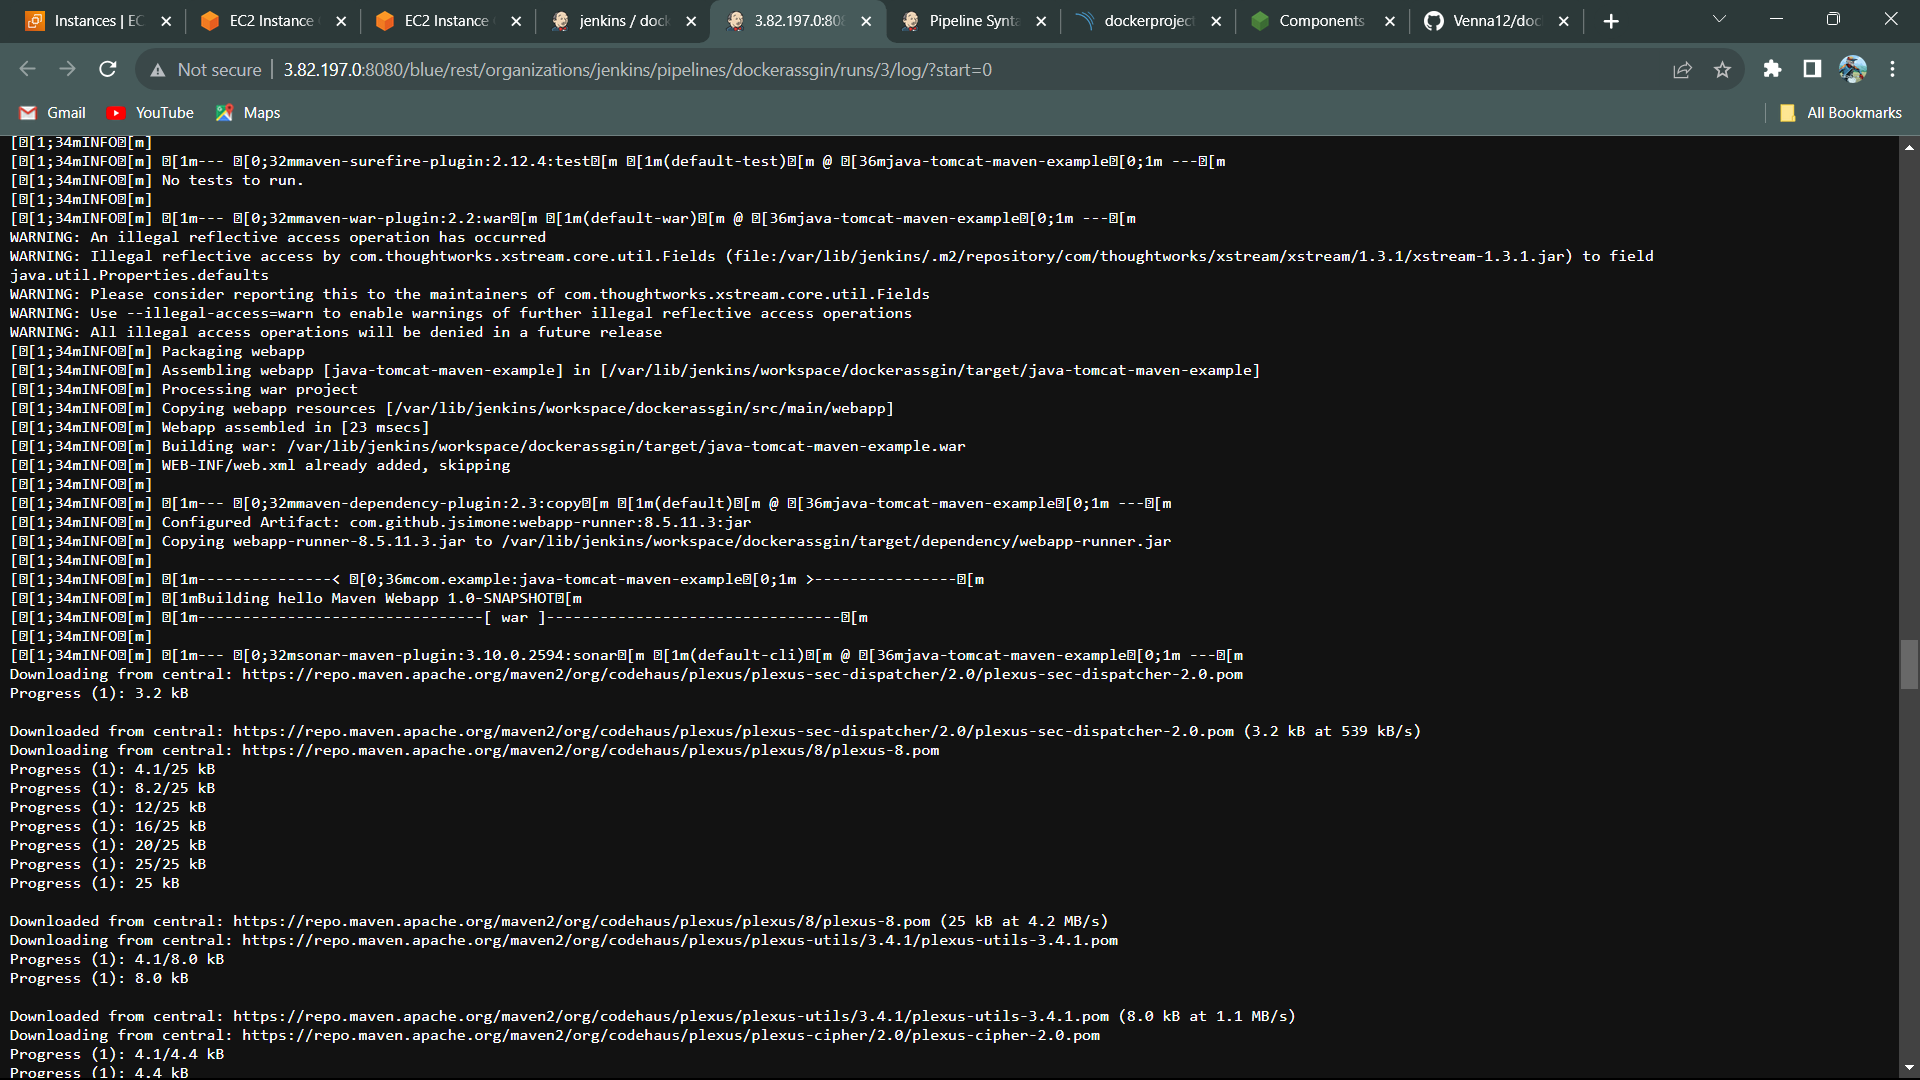 Instances | EC
EC2 Instance
EC2 Instance
jenkins / dock
3.82.197.0:808
Pipeline Synta
dockerproject
Components
Venna12/doc
Not secure
3.82.197.0:8080/blue/rest/organizations/jenkins/pipelines/dockerassgin/runs/3/log/?start=0
Gmail
YouTube
Maps
All Bookmarks
[[1;34mINFO[m]
[[1;34mINFO[m] [1m--- [0;32mmaven-surefire-plugin:2.12.4:test[m [1m(default-test)[m @ [36mjava-tomcat-maven-example[0;1m ---[m
[[1;34mINFO[m] No tests to run.
[[1;34mINFO[m]
[[1;34mINFO[m] [1m--- [0;32mmaven-war-plugin:2.2:war[m [1m(default-war)[m @ [36mjava-tomcat-maven-example[0;1m ---[m
WARNING: An illegal reflective access operation has occurred
WARNING: Illegal reflective access by com.thoughtworks.xstream.core.util.Fields (file:/var/lib/jenkins/.m2/repository/com/thoughtworks/xstream/xstream/1.3.1/xstream-1.3.1.jar) to field
java.util.Properties.defaults
WARNING: Please consider reporting this to the maintainers of com.thoughtworks.xstream.core.util.Fields
WARNING: Use --illegal-access=warn to enable warnings of further illegal reflective access operations
WARNING: All illegal access operations will be denied in a future release
[[1;34mINFO[m] Packaging webapp
[[1;34mINFO[m] Assembling webapp [java-tomcat-maven-example] in [/var/lib/jenkins/workspace/dockerassgin/target/java-tomcat-maven-example]
[[1;34mINFO[m] Processing war project
[[1;34mINFO[m] Copying webapp resources [/var/lib/jenkins/workspace/dockerassgin/src/main/webapp]
[[1;34mINFO[m] Webapp assembled in [23 msecs]
[[1;34mINFO[m] Building war: /var/lib/jenkins/workspace/dockerassgin/target/java-tomcat-maven-example.war
[[1;34mINFO[m] WEB-INF/web.xml already added, skipping
[[1;34mINFO[m]
[[1;34mINFO[m] [1m--- [0;32mmaven-dependency-plugin:2.3:copy[m [1m(default)[m @ [36mjava-tomcat-maven-example[0;1m ---[m
[[1;34mINFO[m] Configured Artifact: com.github.jsimone:webapp-runner:8.5.11.3:jar
[[1;34mINFO[m] Copying webapp-runner-8.5.11.3.jar to /var/lib/jenkins/workspace/dockerassgin/target/dependency/webapp-runner.jar
[[1;34mINFO[m]
[[1;34mINFO[m] [1m---------------< [0;36mcom.example:java-tomcat-maven-example[0;1m >----------------[m
[[1;34mINFO[m] [1mBuilding hello Maven Webapp 1.0-SNAPSHOT[m
[[1;34mINFO[m] [1m--------------------------------[ war ]---------------------------------[m
[[1;34mINFO[m]
[[1;34mINFO[m] [1m--- [0;32msonar-maven-plugin:3.10.0.2594:sonar[m [1m(default-cli)[m @ [36mjava-tomcat-maven-example[0;1m ---[m
Downloading from central: https://repo.maven.apache.org/maven2/org/codehaus/plexus/plexus-sec-dispatcher/2.0/plexus-sec-dispatcher-2.0.pom
Progress (1): 3.2 kB
Downloaded from central: https://repo.maven.apache.org/maven2/org/codehaus/plexus/plexus-sec-dispatcher/2.0/plexus-sec-dispatcher-2.0.pom (3.2 kB at 539 kB/s)
Downloading from central: https://repo.maven.apache.org/maven2/org/codehaus/plexus/plexus/8/plexus-8.pom
Progress (1): 4.1/25 kB
Progress (1): 8.2/25 kB
Progress (1): 12/25 kB
Progress (1): 16/25 kB
Progress (1): 20/25 kB
Progress (1): 25/25 kB
Progress (1): 25 kB
Downloaded from central: https://repo.maven.apache.org/maven2/org/codehaus/plexus/plexus/8/plexus-8.pom (25 kB at 4.2 MB/s)
Downloading from central: https://repo.maven.apache.org/maven2/org/codehaus/plexus/plexus-utils/3.4.1/plexus-utils-3.4.1.pom
Progress (1): 4.1/8.0 kB
Progress (1): 8.0 kB
Downloaded from central: https://repo.maven.apache.org/maven2/org/codehaus/plexus/plexus-utils/3.4.1/plexus-utils-3.4.1.pom (8.0 kB at 1.1 MB/s)
Downloading from central: https://repo.maven.apache.org/maven2/org/codehaus/plexus/plexus-cipher/2.0/plexus-cipher-2.0.pom
Progress (1): 4.1/4.4 kB
Progress (1): 4.4 kB